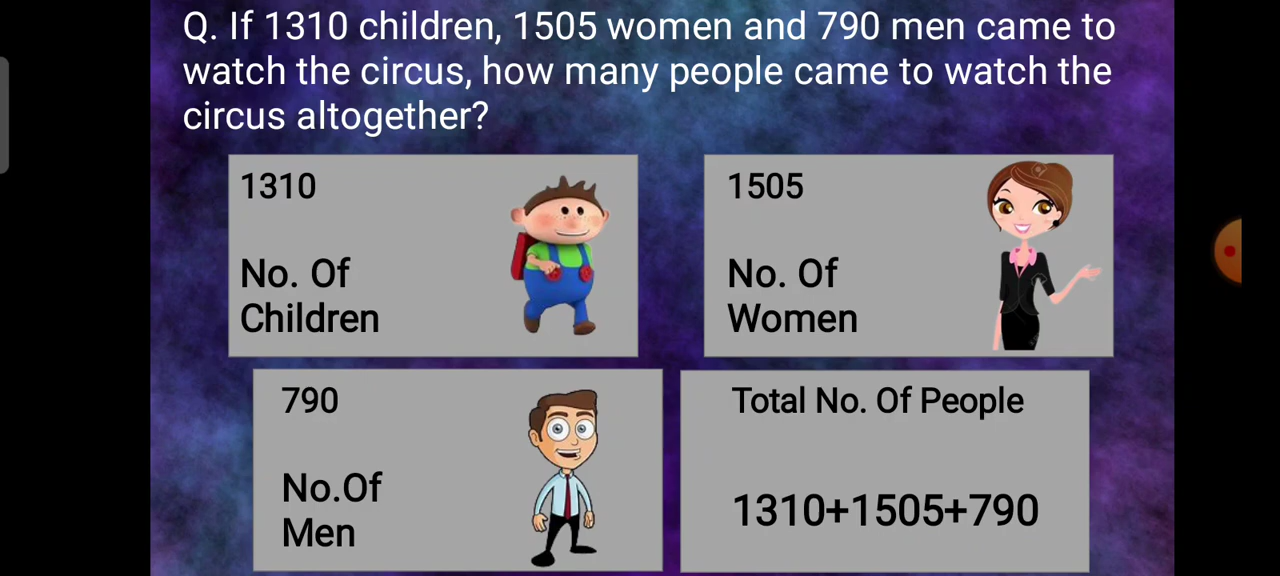 Q. If 1310 children, 1505 women and 790 men came to
watch the circus, how many people came to watch the
circus altogether?
1310
No. Of
Children
1505
No. Of
Women
790
No.Of
Men
Total No. Of People
1310+1505+790